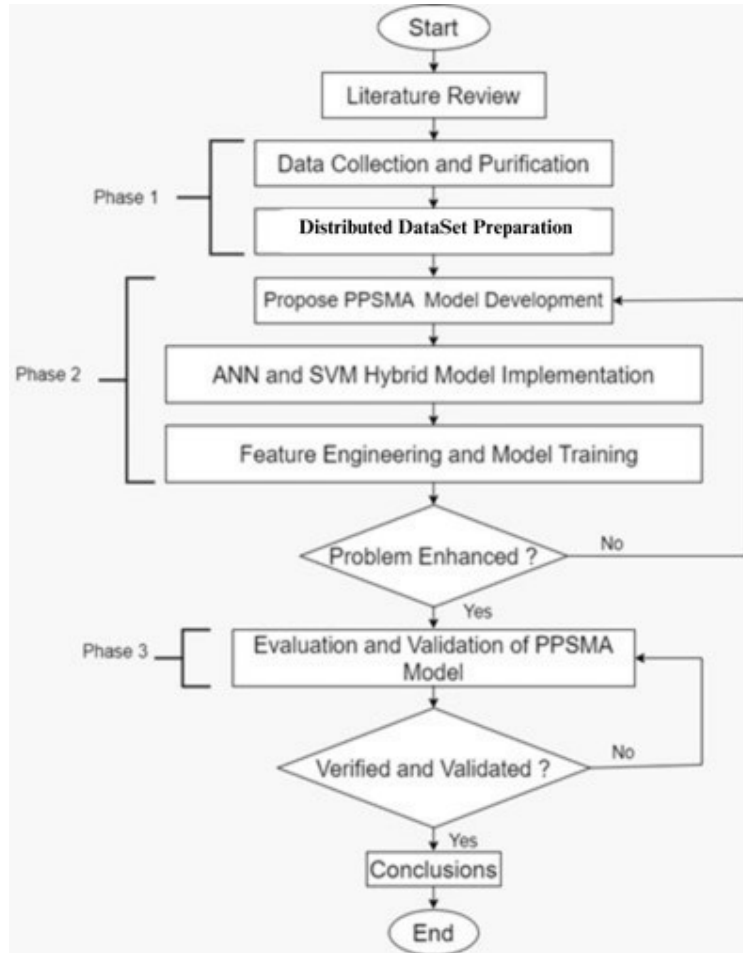 Start
Literature Review
Phase 1
Data Collection and Purification
Distributed DataSet Preparation
Phase 2
Propose PPSMA Model Development
ANN and SVM Hybrid Model Implementation
Feature Engineering and Model Training
Problem Enhanced ?
No
Yes
Phase 3
Evaluation and Validation of PPSMA
Model
Verified and Validated ?
No
Yes
Conclusions
End